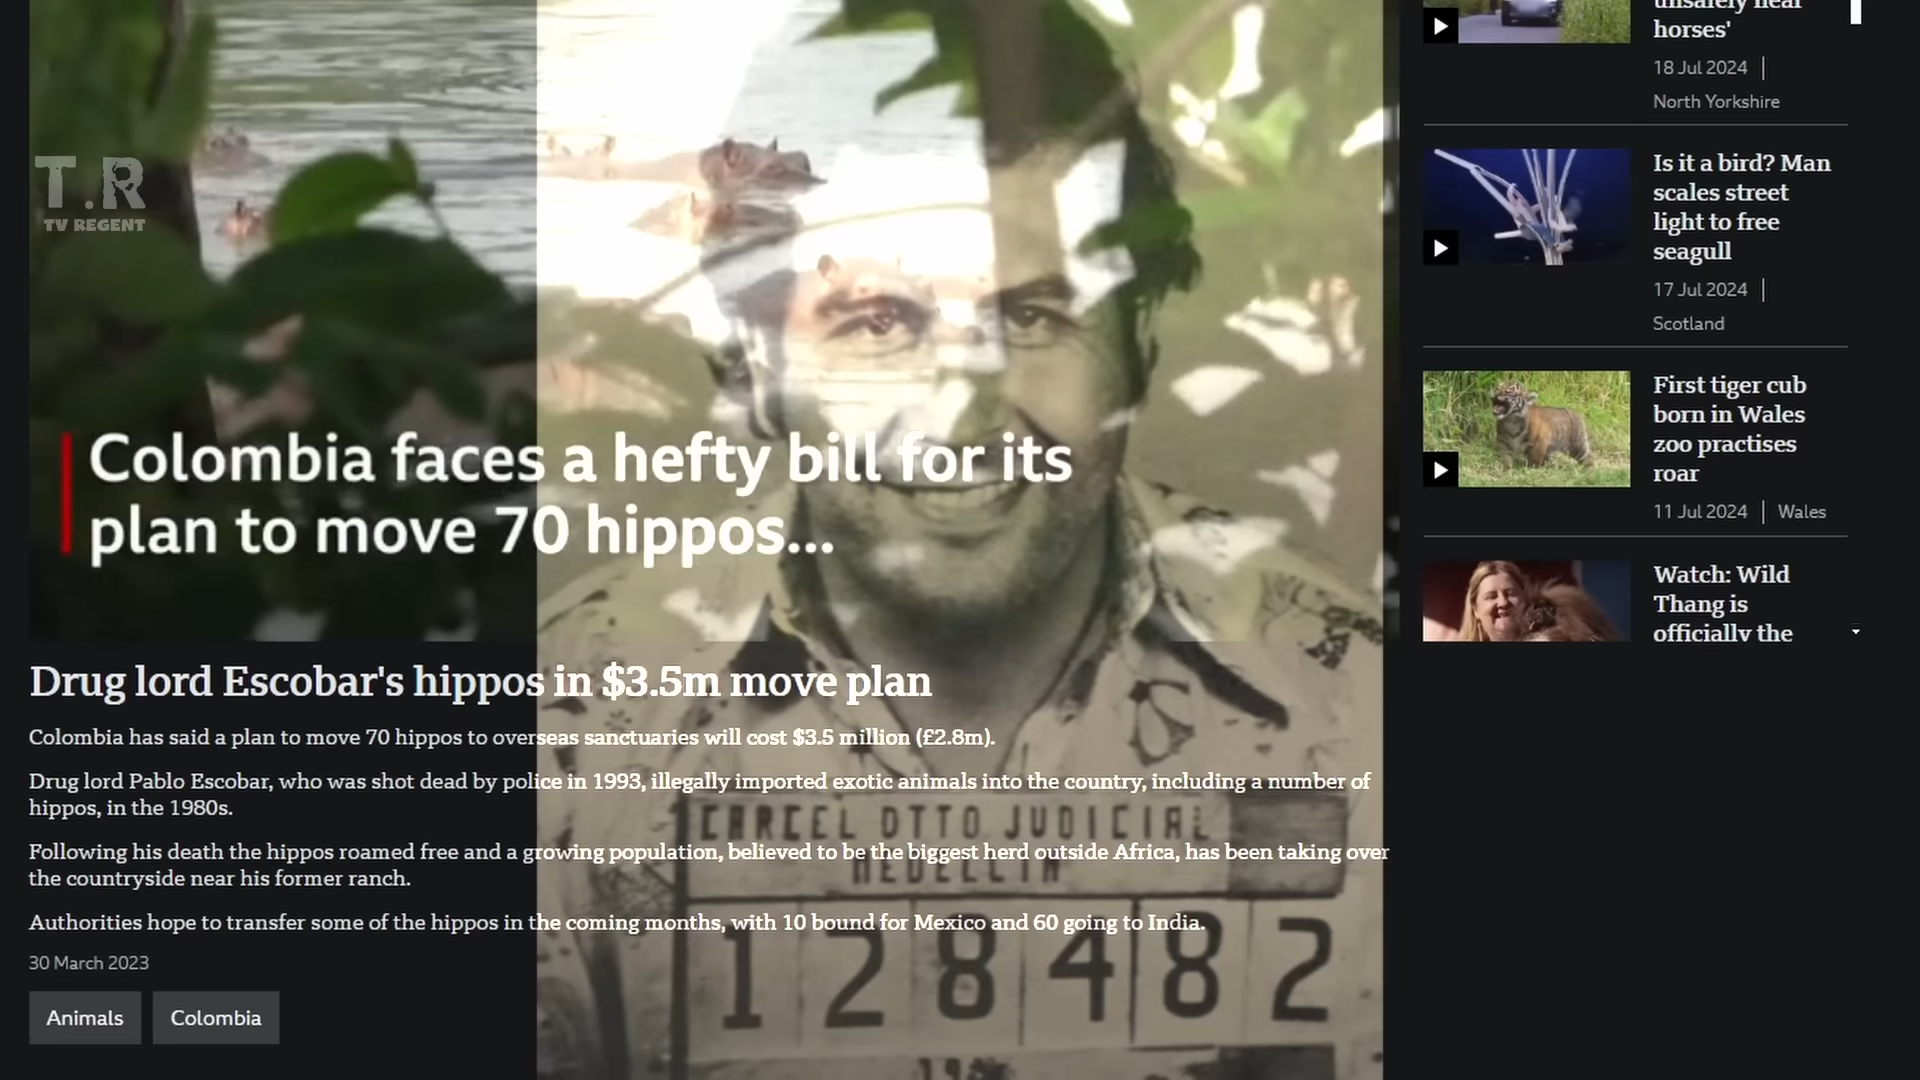 unsafely near
horses'
18 Jul 2024
North Yorkshire
T.R
TV REGENT
Is it a bird? Man
scales street
light to free
seagull
17 Jul 2024
Scotland
First tiger cub
born in Wales
zoo practises
roar
11 Jul 2024 | Wales
Watch: Wild
Thang is
officially the
Colombia faces a hefty bill for its
plan to move 70 hippos...
Drug lord Escobar's hippos in $3.5m move plan
Colombia has said a plan to move 70 hippos to overseas sanctuaries will cost $3.5 million (£2.8m).
Drug lord Pablo Escobar, who was shot dead by police in 1993, illegally imported exotic animals into the country, including a number of
hippos, in the 1980s.
Following his death the hippos roamed free and a growing population, believed to be the biggest herd outside Africa, has been taking over
the countryside near his former ranch.
Authorities hope to transfer some of the hippos in the coming months, with 10 bound for Mexico and 60 going to India.
30 March 2023
Animals
Colombia
CARCEL DTTO JUDICIAL
MEDELLIN
128482